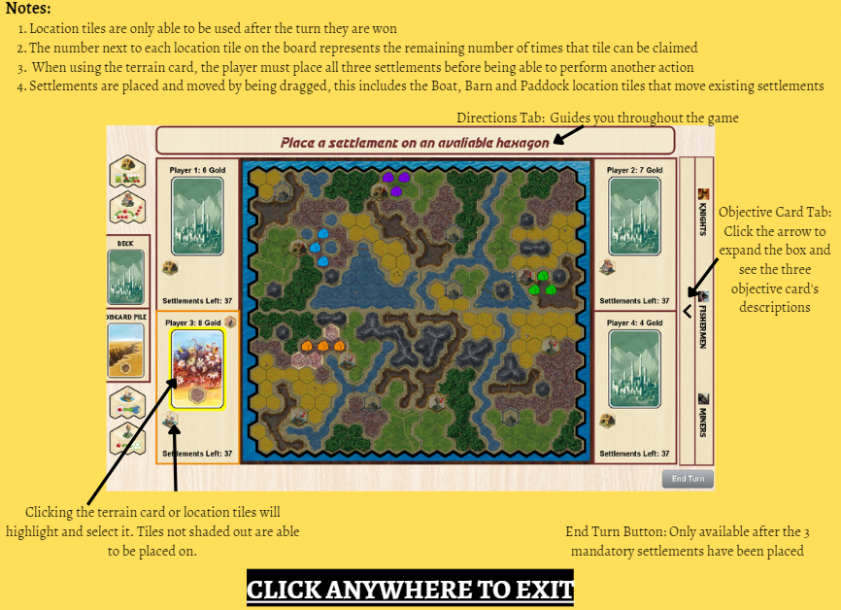 Notes:
1. Location tiles are only able to be used after the turn they are won
2. The number next to each location tile on the board represents the remaining number of times that tile can be claimed
3. When using the terrain card, the player must place all three settlements before being able to perform another action
4. Settlements are placed and moved by being dragged, this includes the Boat, Barn and Paddock location tiles that move existing settlements
Directions Tab: Guides you throughout the game
Place a settlement on an avaliable hexagon
Player 1: 6 Gold
Settlements Left: 37
Player 2: 7 Gold
Settlements Left: 37
DECK
DISCARD PILE
Player 3: 8 Gold
Settlements Left: 37
Player 4: 4 Gold
Settlements Left: 37
KNIGHTS
FISHERMEN
MINERS
<
End Turn
Objective Card Tab:
Click the arrow to
expand the box and
see the three
objective card's
descriptions
Clicking the terrain card or location tiles will
highlight and select it. Tiles not shaded out are able
to be placed on.
End Turn Button: Only available after the 3
mandatory settlements have been placed
CLICK ANYWHERE TO EXIT